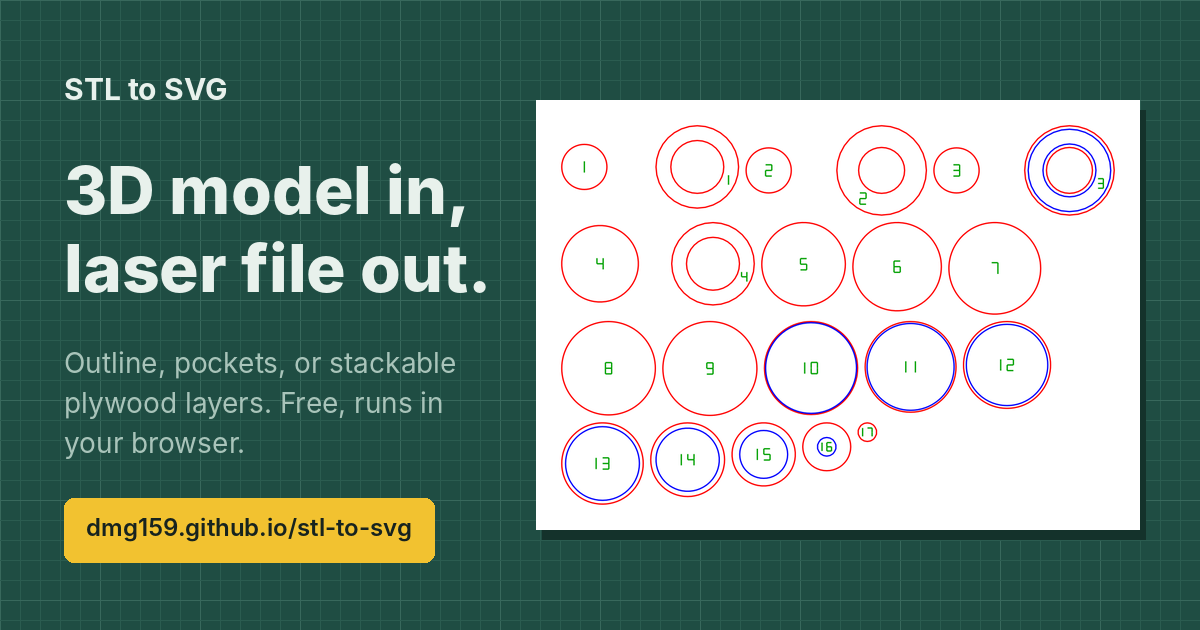 STL to SVG
3D model in,
laser file out.
Outline, pockets, or stackable
plywood layers. Free, runs in
your browser.
dmg159.github.io/stl-to-svg
1 1 2 2 3 3
4 4 5 6 7
8 9 10 11 12
13 14 15 16 17